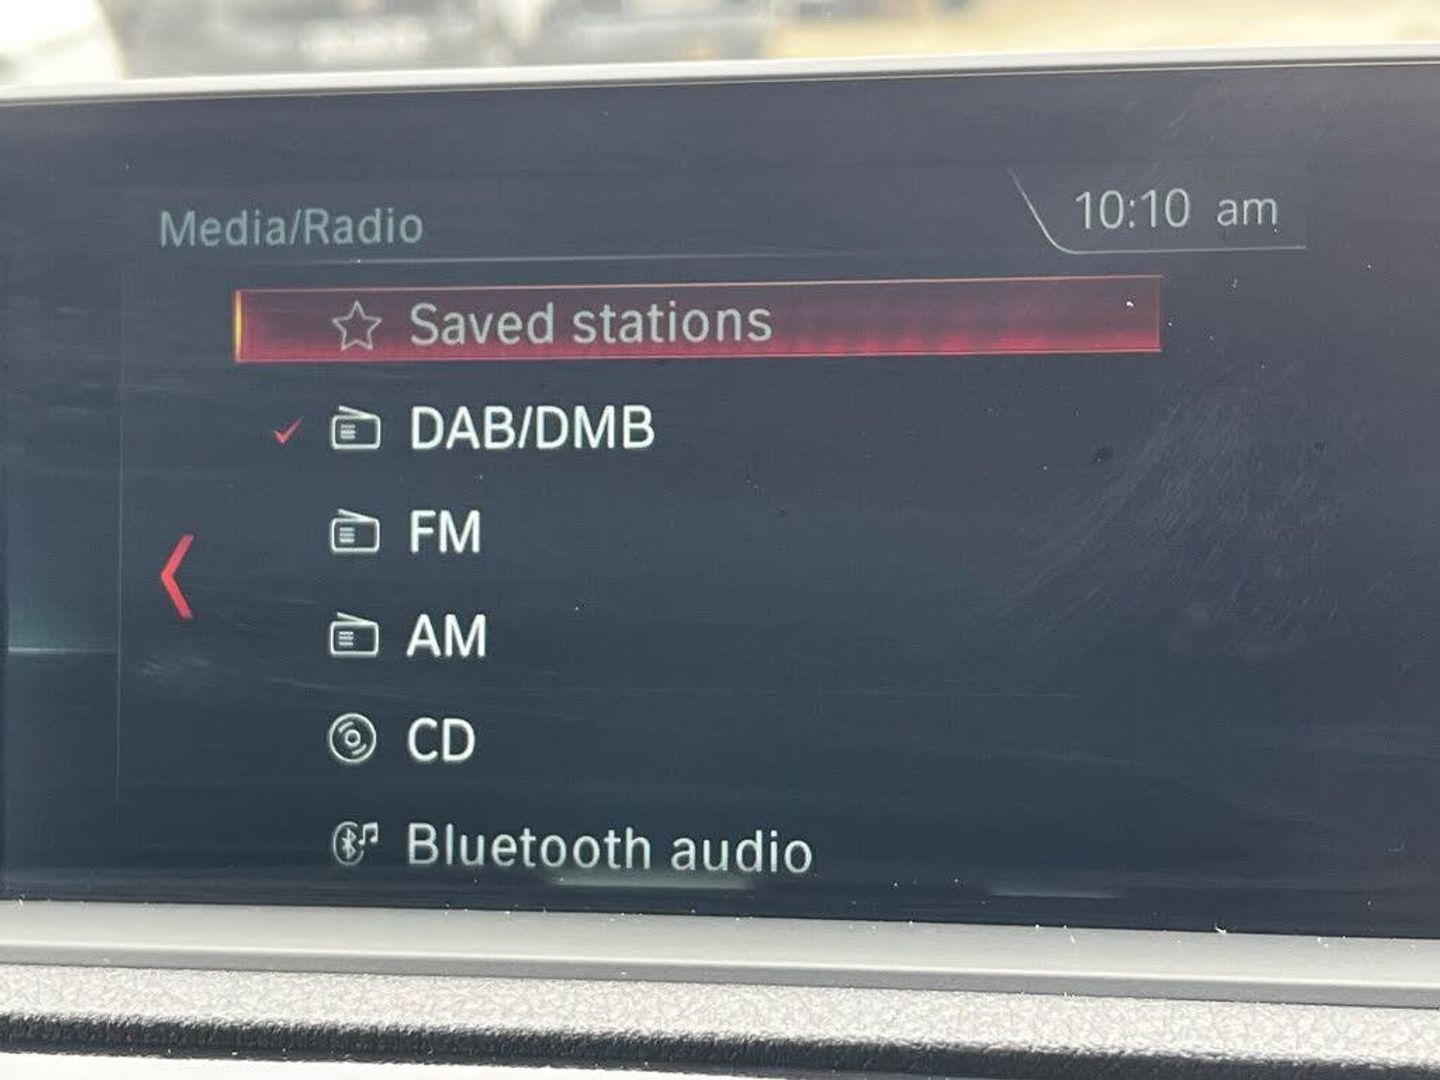 Media/Radio
10:10 am
Saved stations
DAB/DMB
FM
AM
CD
Bluetooth audio